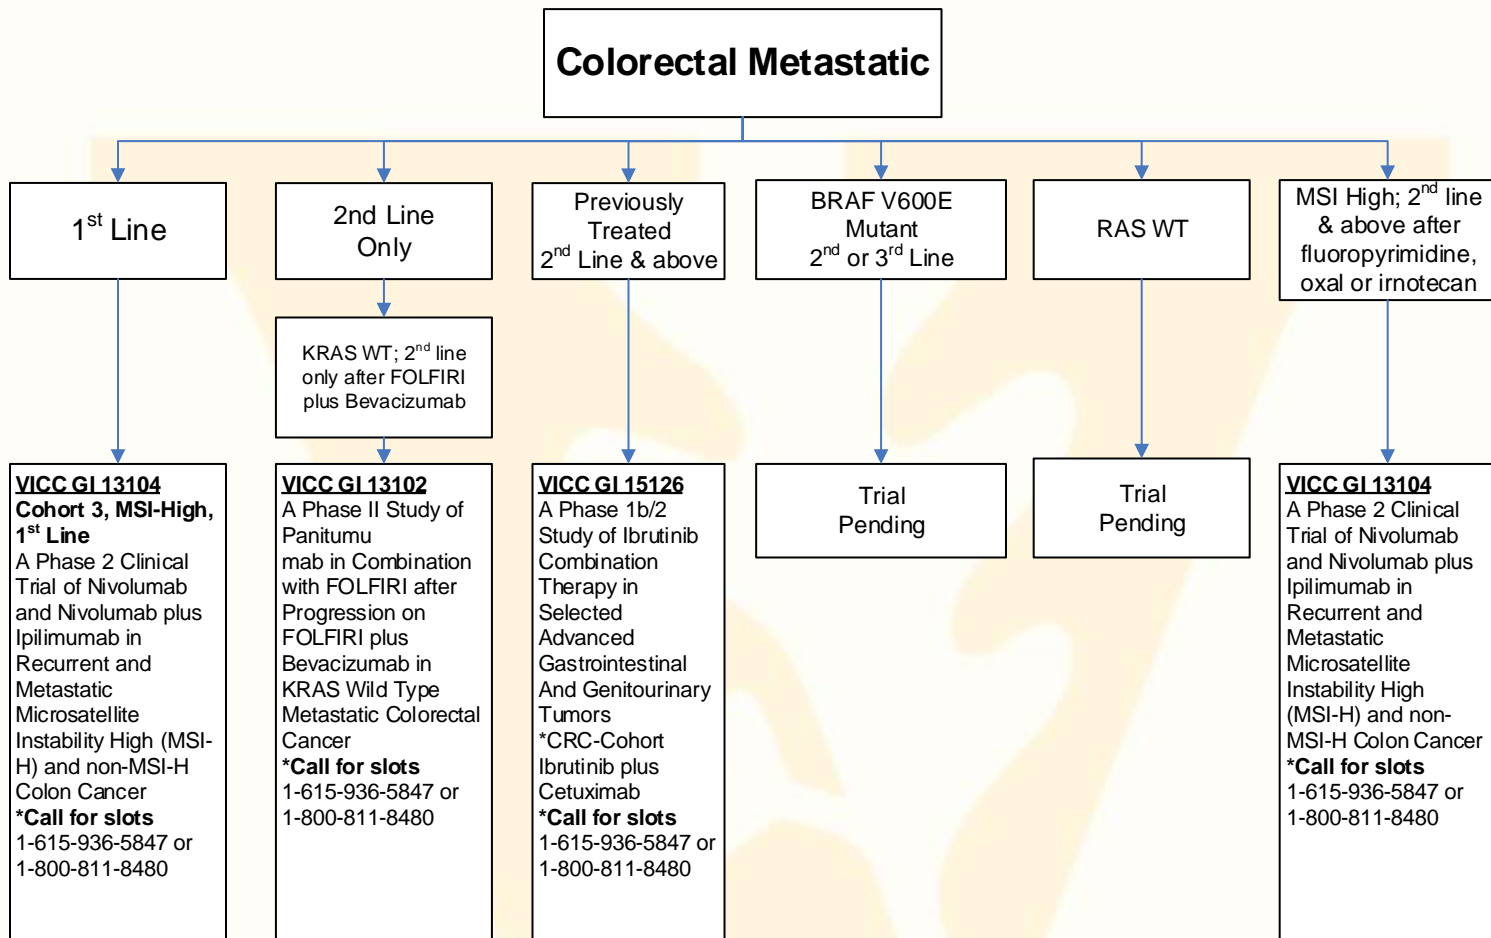 Colorectal Metastatic
1st Line
2nd Line
Only
Previously
Treated
2nd Line & above
BRAF V600E
Mutant
2nd or 3rd Line
RAS WT
MSI High; 2nd line
& above after
fluoropyrimidine,
oxal or irnotecan
KRAS WT; 2nd line
only after FOLFIRI
plus Bevacizumab
VICC GI 13104
Cohort 3, MSI-High,
1st Line
A Phase 2 Clinical
Trial of Nivolumab
and Nivolumab plus
Ipilimumab in
Recurrent and
Metastatic
Microsatellite
Instability High (MSI-
H) and non-MSI-H
Colon Cancer
*Call for slots
1-615-936-5847 or
1-800-811-8480
VICC GI 13102
A Phase II Study of
Panitumu
mab in Combination
with FOLFIRI after
Progression on
FOLFIRI plus
Bevacizumab in
KRAS Wild Type
Metastatic Colorectal
Cancer
*Call for slots
1-615-936-5847 or
1-800-811-8480
VICC GI 15126
A Phase 1b/2
Study of Ibrutinib
Combination
Therapy in
Selected
Advanced
Gastrointestinal
And Genitourinary
Tumors
*CRC-Cohort
Ibrutinib plus
Cetuximab
*Call for slots
1-615-936-5847 or
1-800-811-8480
Trial
Pending
Trial
Pending
VICC GI 13104
A Phase 2 Clinical
Trial of Nivolumab
and Nivolumab plus
Ipilimumab in
Recurrent and
Metastatic
Microsatellite
Instability High
(MSI-H) and non-
MSI-H Colon Cancer
*Call for slots
1-615-936-5847 or
1-800-811-8480